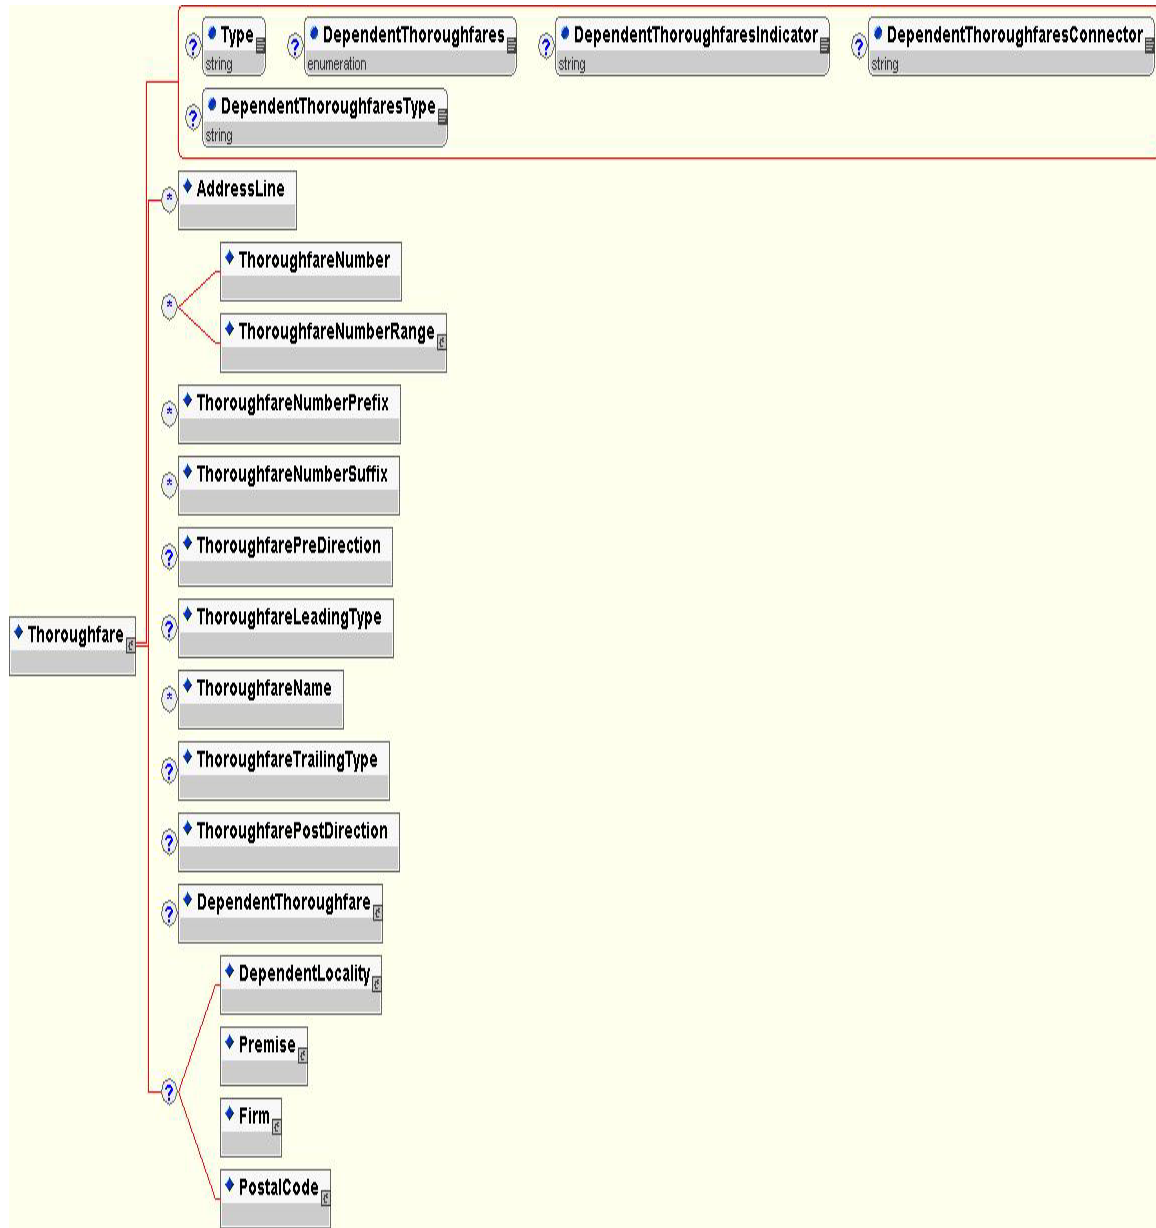 Type DependentThoroughfares DependentThoroughfaresIndicator DependentThoroughfaresConnector
string enumeration string string
DependentThoroughfaresType
string
AddressLine
ThoroughfareNumber
ThoroughfareNumberRange
ThoroughfareNumberPrefix
ThoroughfareNumberSuffix
ThoroughfarePreDirection
ThoroughfareLeadingType
Thoroughfare
ThoroughfareName
ThoroughfareTrailingType
ThoroughfarePostDirection
DependentThoroughfare
DependentLocality
Premise
Firm
PostalCode